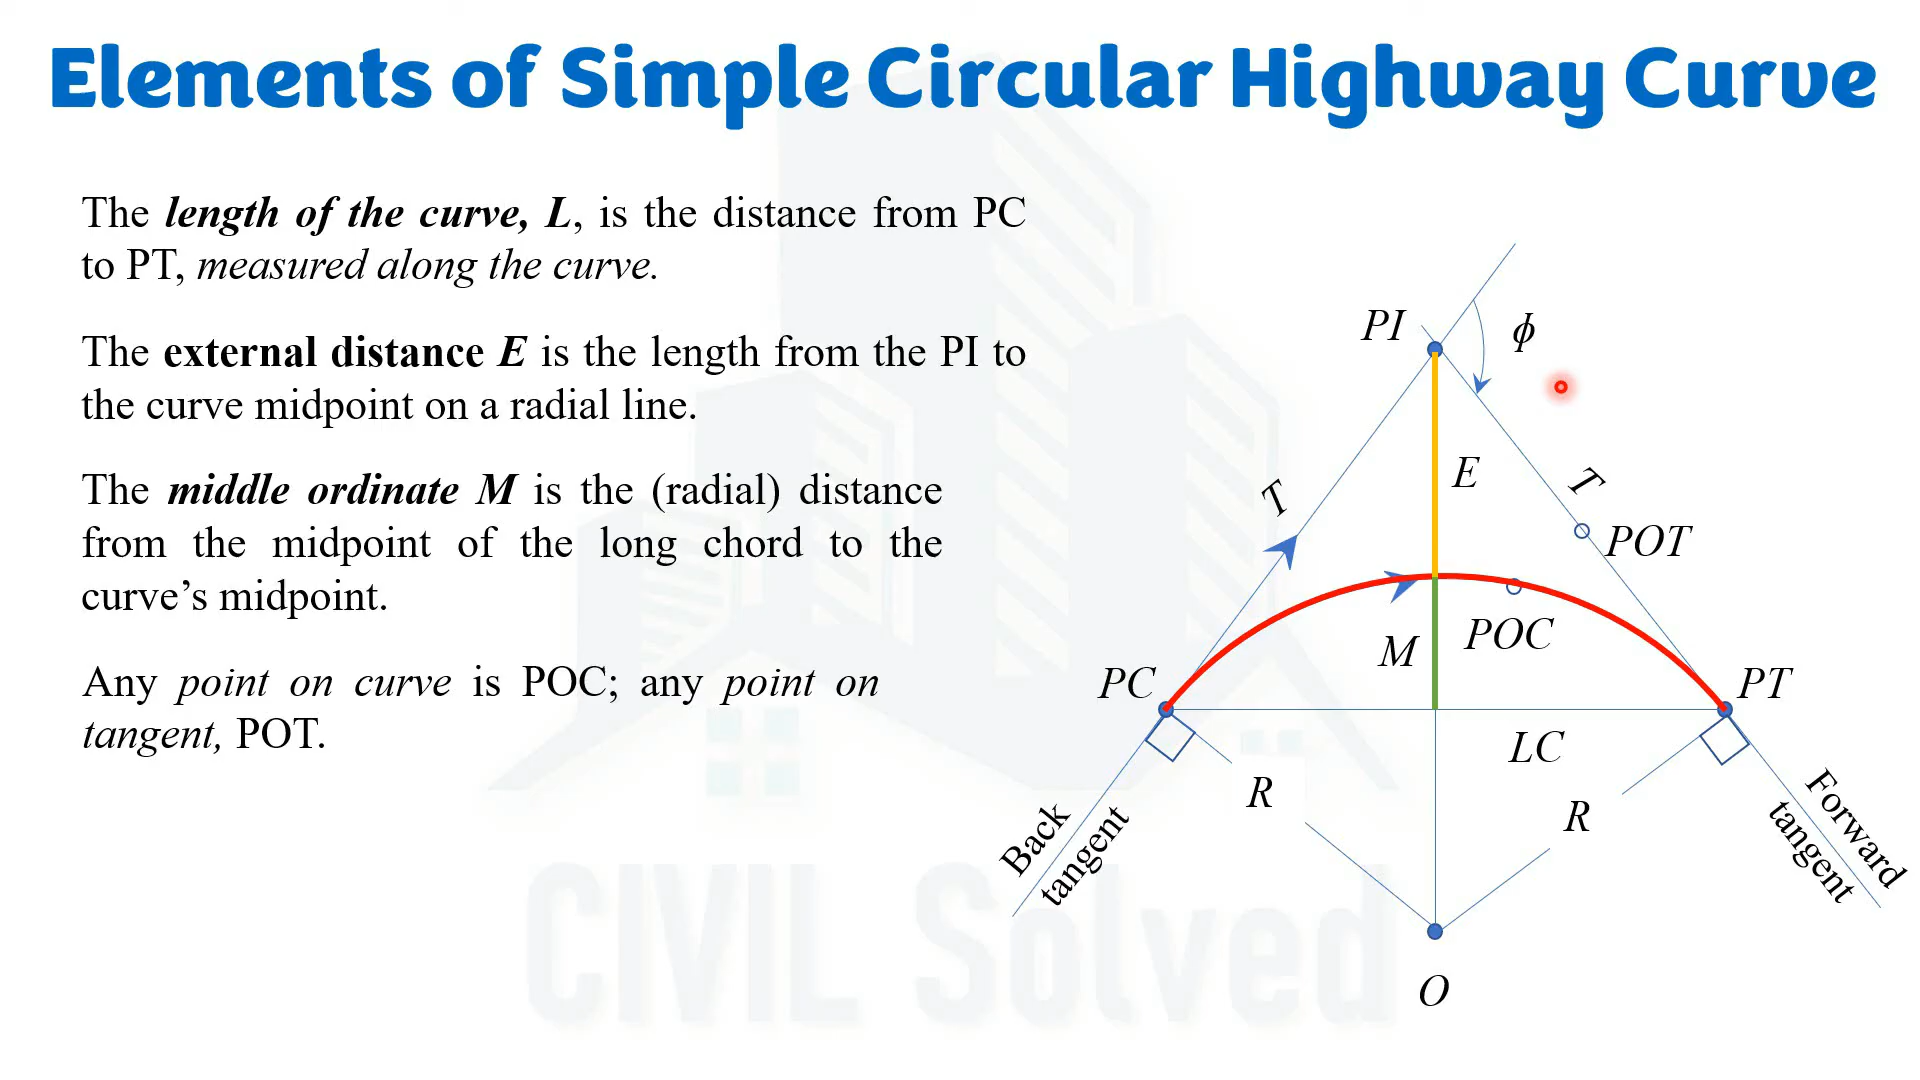 Elements of Simple Circular Highway Curve
The length of the curve, L, is the distance from PC
to PT, measured along the curve.
The external distance E is the length from the PI to
the curve midpoint on a radial line.
The middle ordinate M is the (radial) distance
from the midpoint of the long chord to the
curve’s midpoint.
Any point on curve is POC; any point on
tangent, POT.
PI
ϕ
E
T
T
POT
POC
M
PC
PT
LC
R
R
Back
tangent
Forward
tangent
O
CIVIL Solved